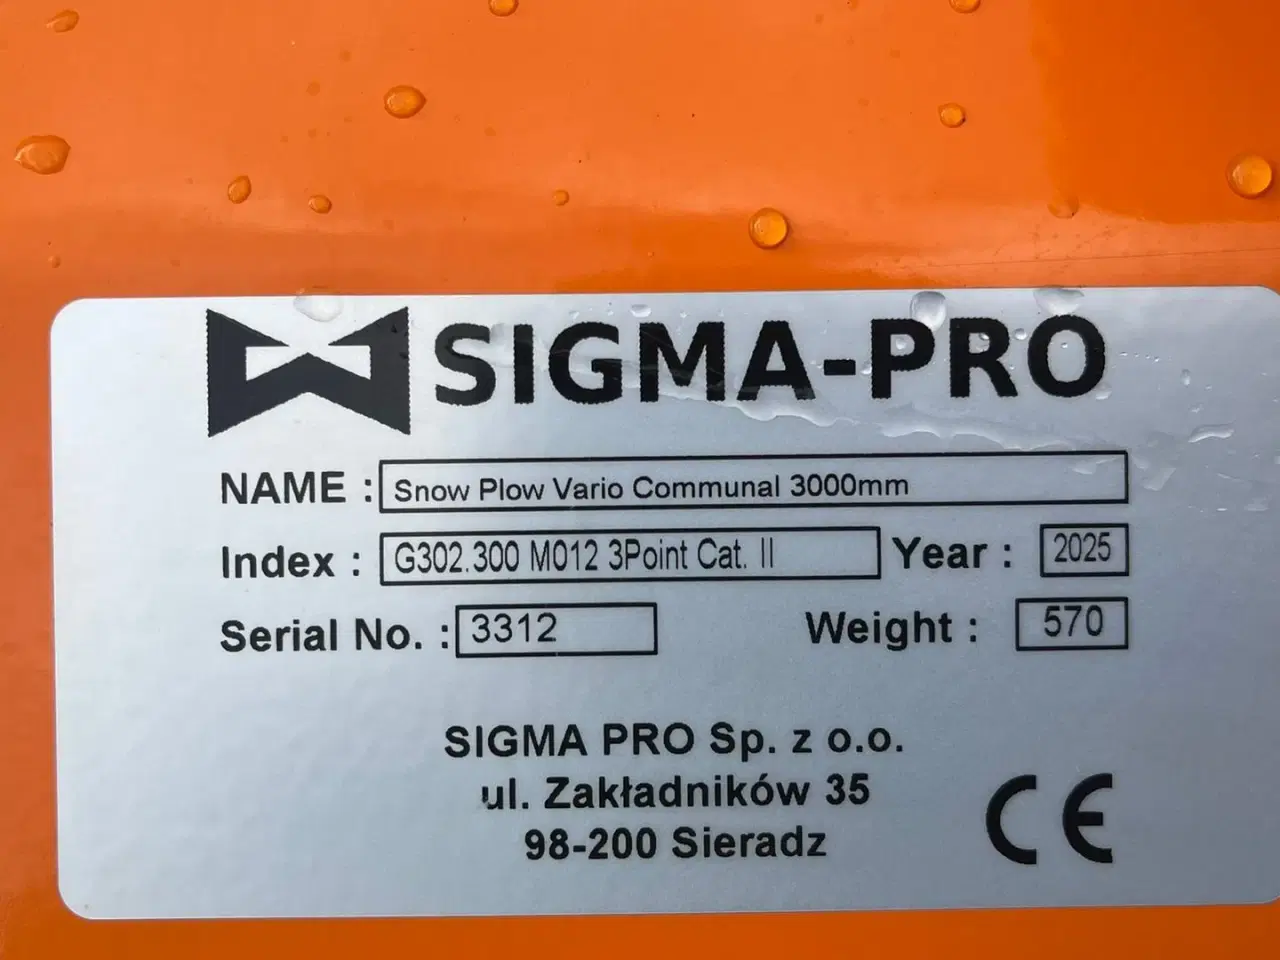 SIGMA-PRO
NAME : Snow Plow Vario Communal 3000mm
Index : G302.300 M012 3Point Cat. II Year : 2025
Serial No. : 3312 Weight : 570
SIGMA PRO Sp. z o.o.
ul. Zakładników 35
98-200 Sieradz
CE